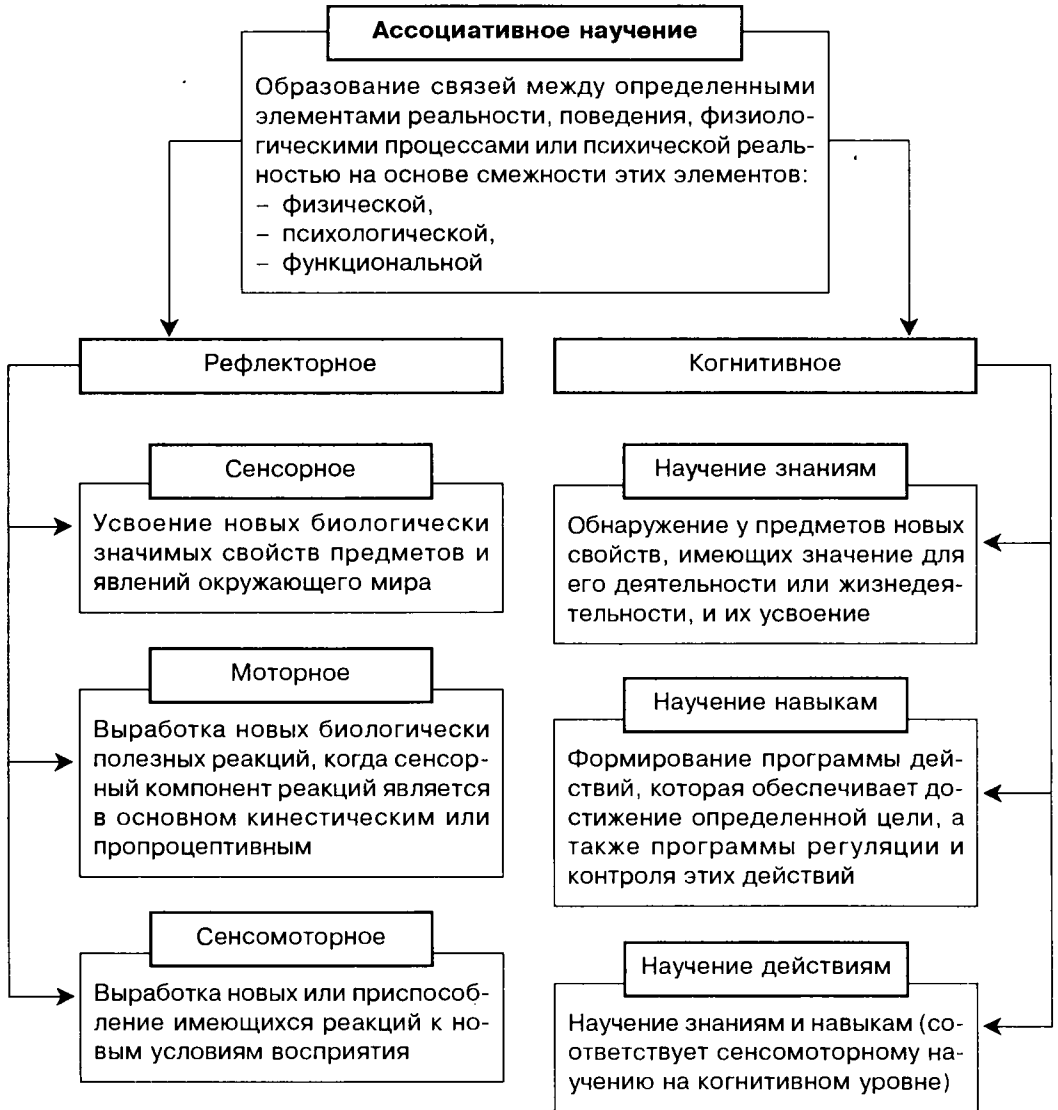 Ассоциативное научение
Образование связей между определенными
элементами реальности, поведения, физиоло-
гическими процессами или психической реаль-
ностью на основе смежности этих элементов:
– физической,
– психологической,
– функциональной
Рефлекторное
Сенсорное
Усвоение новых биологически
значимых свойств предметов и
явлений окружающего мира
Моторное
Выработка новых биологически
полезных реакций, когда сенсор-
ный компонент реакций является
в основном кинестическим или
пропроцептивным
Сенсомоторное
Выработка новых или приспособ-
ление имеющихся реакций к но-
вым условиям восприятия
Когнитивное
Научение знаниям
Обнаружение у предметов новых
свойств, имеющих значение для
его деятельности или жизнедея-
тельности, и их усвоение
Научение навыкам
Формирование программы дей-
ствий, которая обеспечивает до-
стижение определенной цели, а
также программы регуляции и
контроля этих действий
Научение действиям
Научение знаниям и навыкам (со-
ответствует сенсомоторному на-
учению на когнитивном уровне)